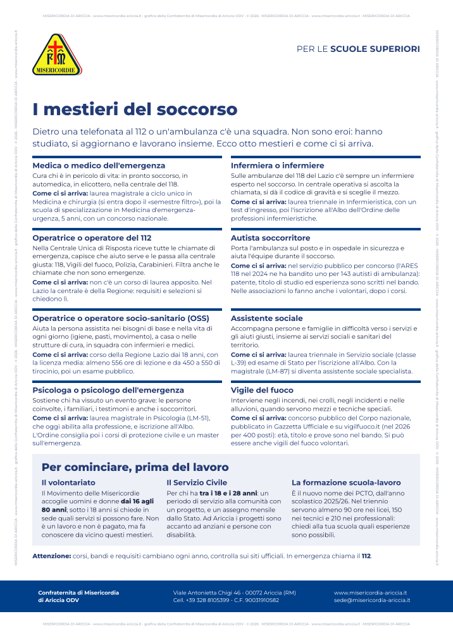 MISERICORDIE
PER LE SCUOLE SUPERIORI
I mestieri del soccorso
Dietro una telefonata al 112 o un'ambulanza c'è una squadra. Non sono eroi: hanno
studiato, si aggiornano e lavorano insieme. Ecco otto mestieri e come ci si arriva.
Medica o medico dell'emergenza
Cura chi è in pericolo di vita: in pronto soccorso, in
automedica, in elicottero, nella centrale del 118.
Come ci si arriva: laurea magistrale a ciclo unico in
Medicina e chirurgia (si entra dopo il «semestre filtro»), poi la
scuola di specializzazione in Medicina d'emergenza-
urgenza, 5 anni, con un concorso nazionale.
Infermiera o infermiere
Sulle ambulanze del 118 del Lazio c'è sempre un infermiere
esperto nel soccorso. In centrale operativa si ascolta la
chiamata, si dà il codice di gravità e si sceglie il mezzo.
Come ci si arriva: laurea triennale in Infermieristica, con un
test d'ingresso, poi l'iscrizione all'Albo dell'Ordine delle
professioni infermieristiche.
Operatrice o operatore del 112
Nella Centrale Unica di Risposta riceve tutte le chiamate di
emergenza, capisce che aiuto serve e le passa alla centrale
giusta: 118, Vigili del fuoco, Polizia, Carabinieri. Filtra anche le
chiamate che non sono emergenze.
Come ci si arriva: non c'è un corso di laurea apposito. Nel
Lazio la centrale è della Regione: requisiti e selezioni si
chiedono lì.
Autista soccorritore
Porta l'ambulanza sul posto e in ospedale in sicurezza e
aiuta l'équipe durante il soccorso.
Come ci si arriva: nel servizio pubblico per concorso (l'ARES
118 nel 2024 ne ha bandito uno per 143 autisti di ambulanza):
patente, titolo di studio ed esperienza sono scritti nel bando.
Nelle associazioni lo fanno anche i volontari, dopo i corsi.
Operatrice o operatore socio-sanitario (OSS)
Aiuta la persona assistita nei bisogni di base e nella vita di
ogni giorno (igiene, pasti, movimento), a casa o nelle
strutture di cura, in squadra con infermieri e medici.
Come ci si arriva: corso della Regione Lazio dai 18 anni, con
la licenza media: almeno 556 ore di lezione e da 450 a 550 di
tirocinio, poi un esame pubblico.
Assistente sociale
Accompagna persone e famiglie in difficoltà verso i servizi e
gli aiuti giusti, insieme ai servizi sociali e sanitari del
territorio.
Come ci si arriva: laurea triennale in Servizio sociale (classe
L-39) ed esame di Stato per l'iscrizione all'Albo. Con la
magistrale (LM-87) si diventa assistente sociale specialista.
Psicologa o psicologo dell'emergenza
Sostiene chi ha vissuto un evento grave: le persone
coinvolte, i familiari, i testimoni e anche i soccorritori.
Come ci si arriva: laurea magistrale in Psicologia (LM-51),
che oggi abilita alla professione, e iscrizione all'Albo.
L'Ordine consiglia poi i corsi di protezione civile e un master
sull'emergenza.
Vigile del fuoco
Interviene negli incendi, nei crolli, negli incidenti e nelle
alluvioni, quando servono mezzi e tecniche speciali.
Come ci si arriva: concorso pubblico del Corpo nazionale,
pubblicato in Gazzetta Ufficiale e su vigilfuoco.it (nel 2026
per 400 posti): età, titolo e prove sono nel bando. Si può
essere anche vigili del fuoco volontari.
Per cominciare, prima del lavoro
Il volontariato
Il Movimento delle Misericordie
accoglie uomini e donne dai 16 agli
80 anni; sotto i 18 anni si chiede in
sede quali servizi si possono fare. Non
è un lavoro e non è pagato, ma fa
conoscere da vicino questi mestieri.
Il Servizio Civile
Per chi ha tra i 18 e i 28 anni: un
periodo di servizio alla comunità con
un progetto, e un assegno mensile
dallo Stato. Ad Ariccia i progetti sono
accanto ad anziani e persone con
disabilità.
La formazione scuola-lavoro
È il nuovo nome dei PCTO, dall'anno
scolastico 2025/26. Nel triennio
servono almeno 90 ore nei licei, 150
nei tecnici e 210 nei professionali:
chiedi alla tua scuola quali esperienze
sono possibili.
Attenzione: corsi, bandi e requisiti cambiano ogni anno, controlla sui siti ufficiali. In emergenza chiama il 112.
Confraternita di Misericordia
di Ariccia ODV
Viale Antonietta Chigi 46 - 00072 Ariccia (RM)
Cell. +39 328 8105399 - C.F. 90031910582
www.misericordia-ariccia.it
sede@misericordia-ariccia.it